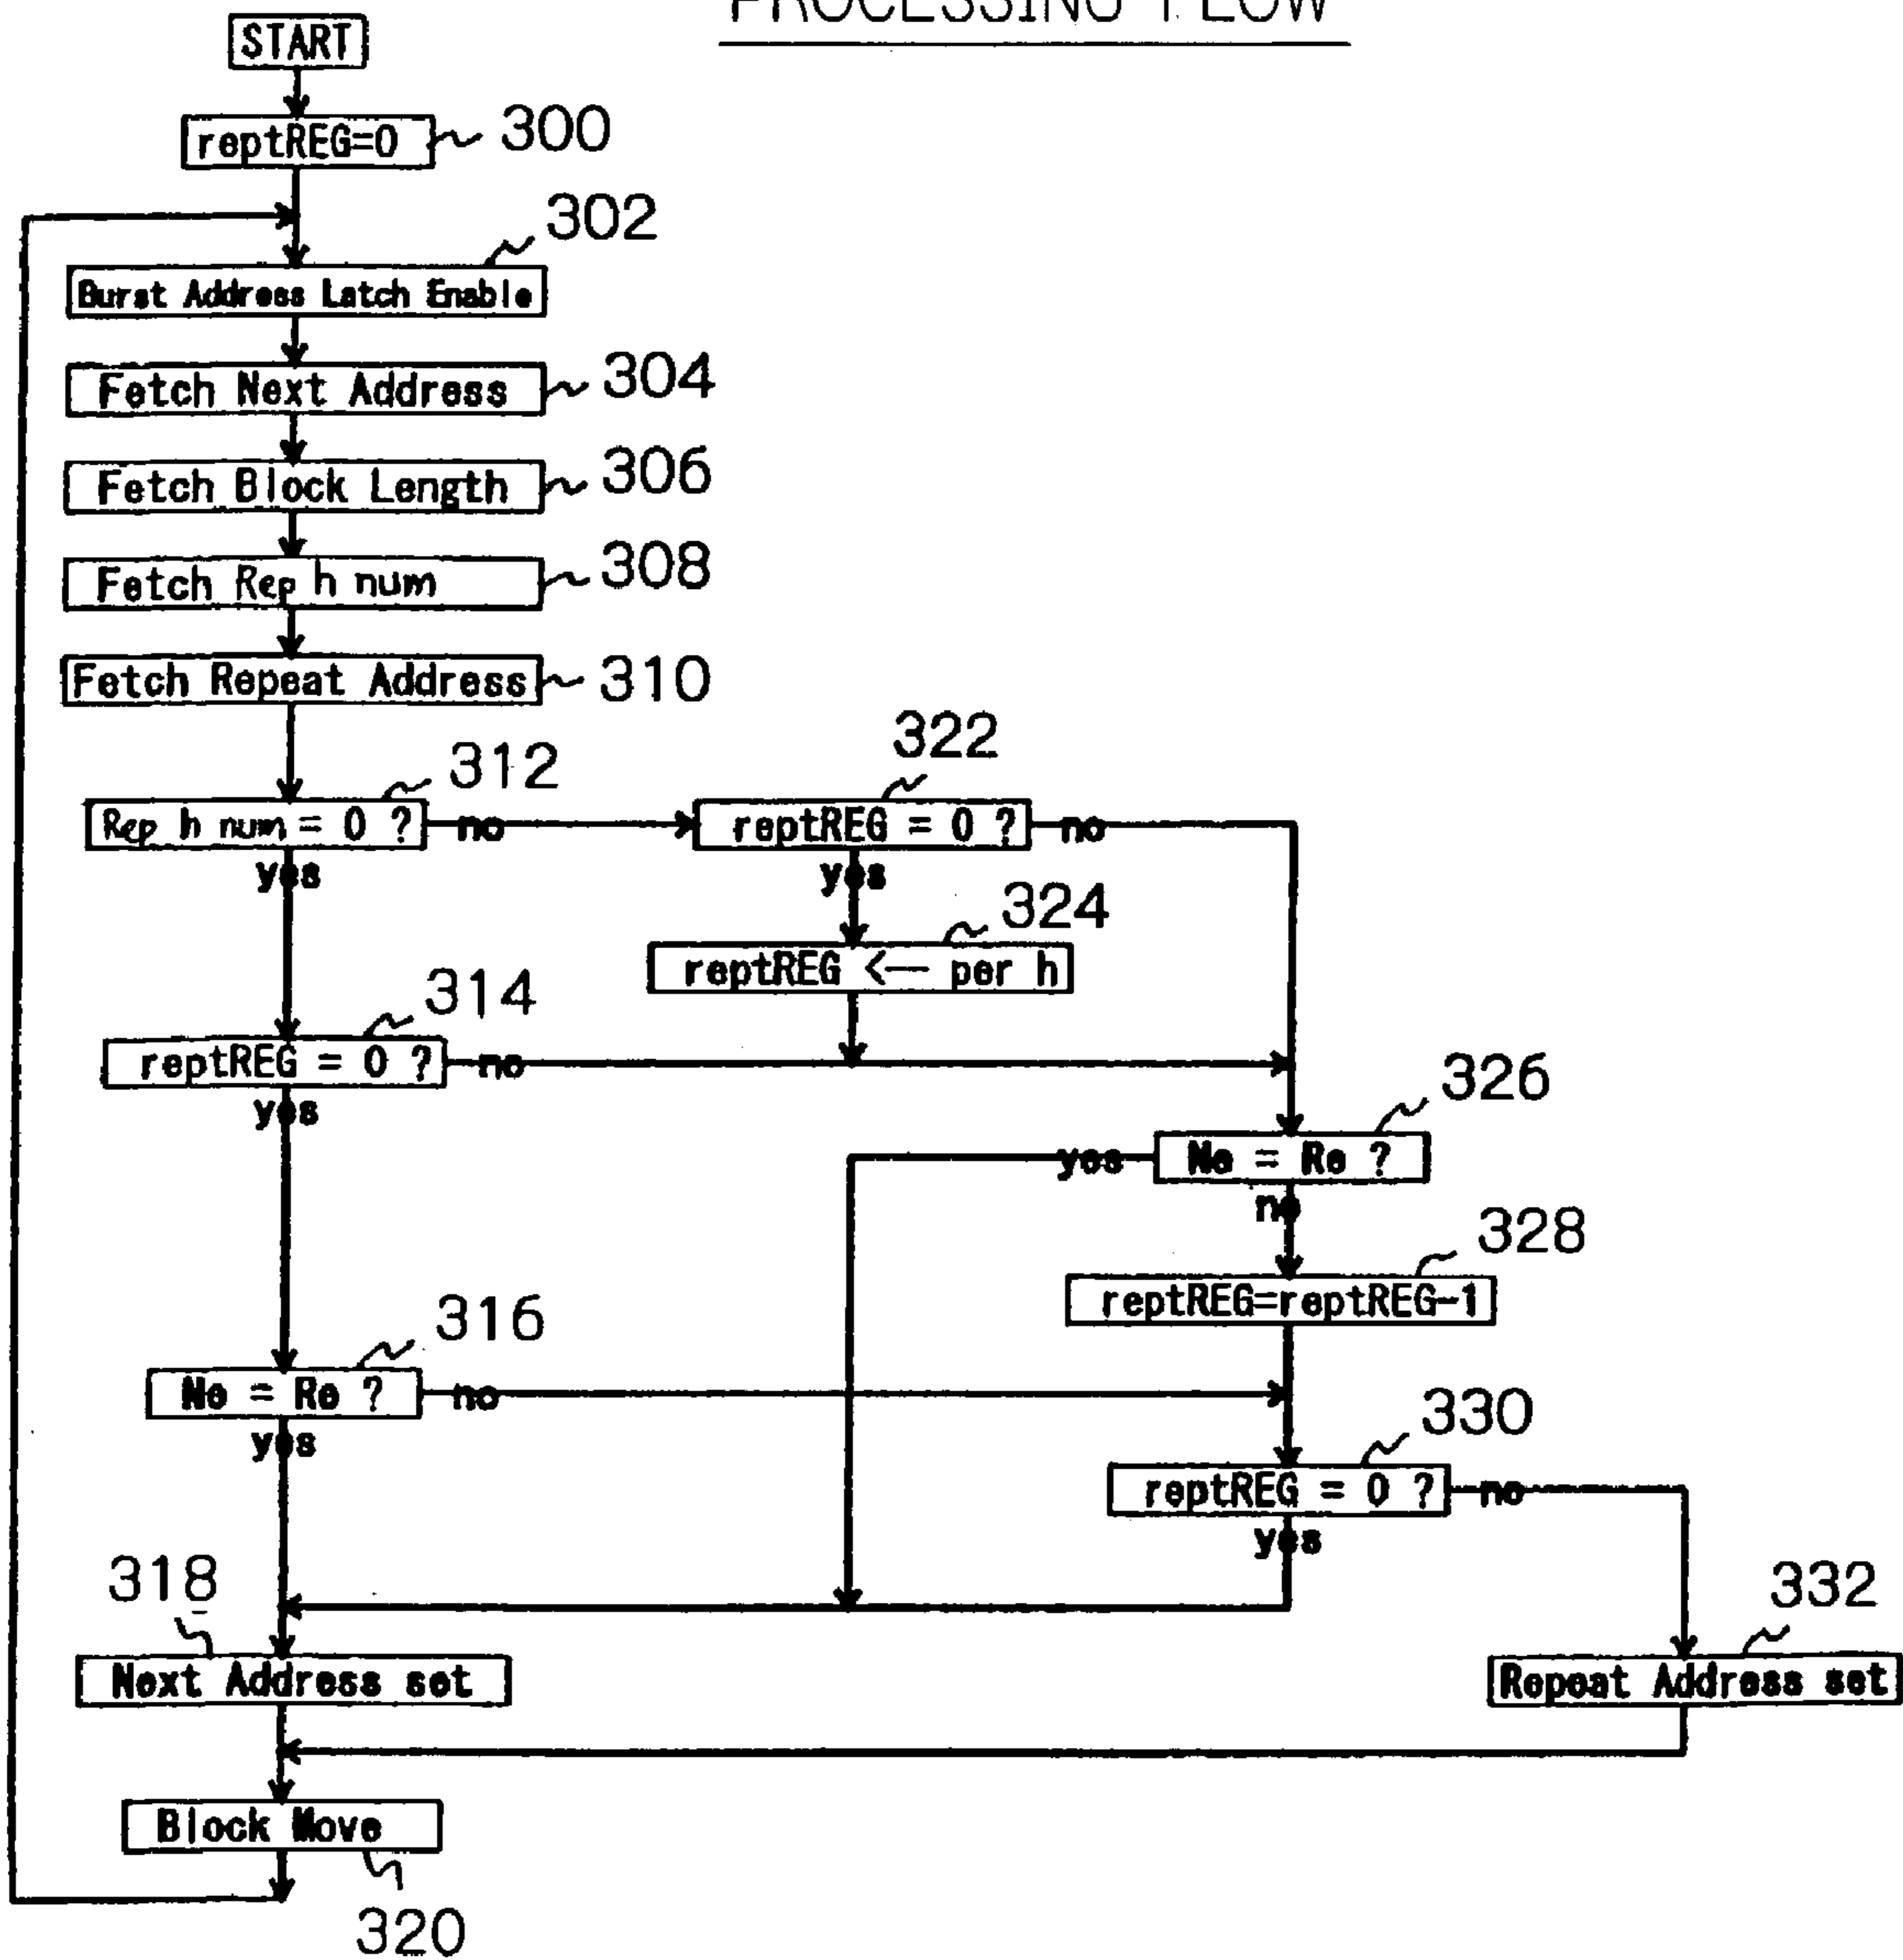 PROCESSING FLOW
START
reptREG=0
300
302
Burst Address Latch Enable
Fetch Next Address
304
Fetch Block Length
306
Fetch Rep h num
308
Fetch Repeat Address
310
312
322
Rep h num = 0 ?
no
reptREG = 0 ?
no
yes
yes
324
reptREG <— per h
314
reptREG = 0 ?
no
yes
326
Ne = Re ?
yes
no
328
reptREG=reptREG-1
316
Ne = Re ?
no
yes
330
reptREG = 0 ?
no
yes
318
332
Next Address set
Repeat Address set
Block Move
320